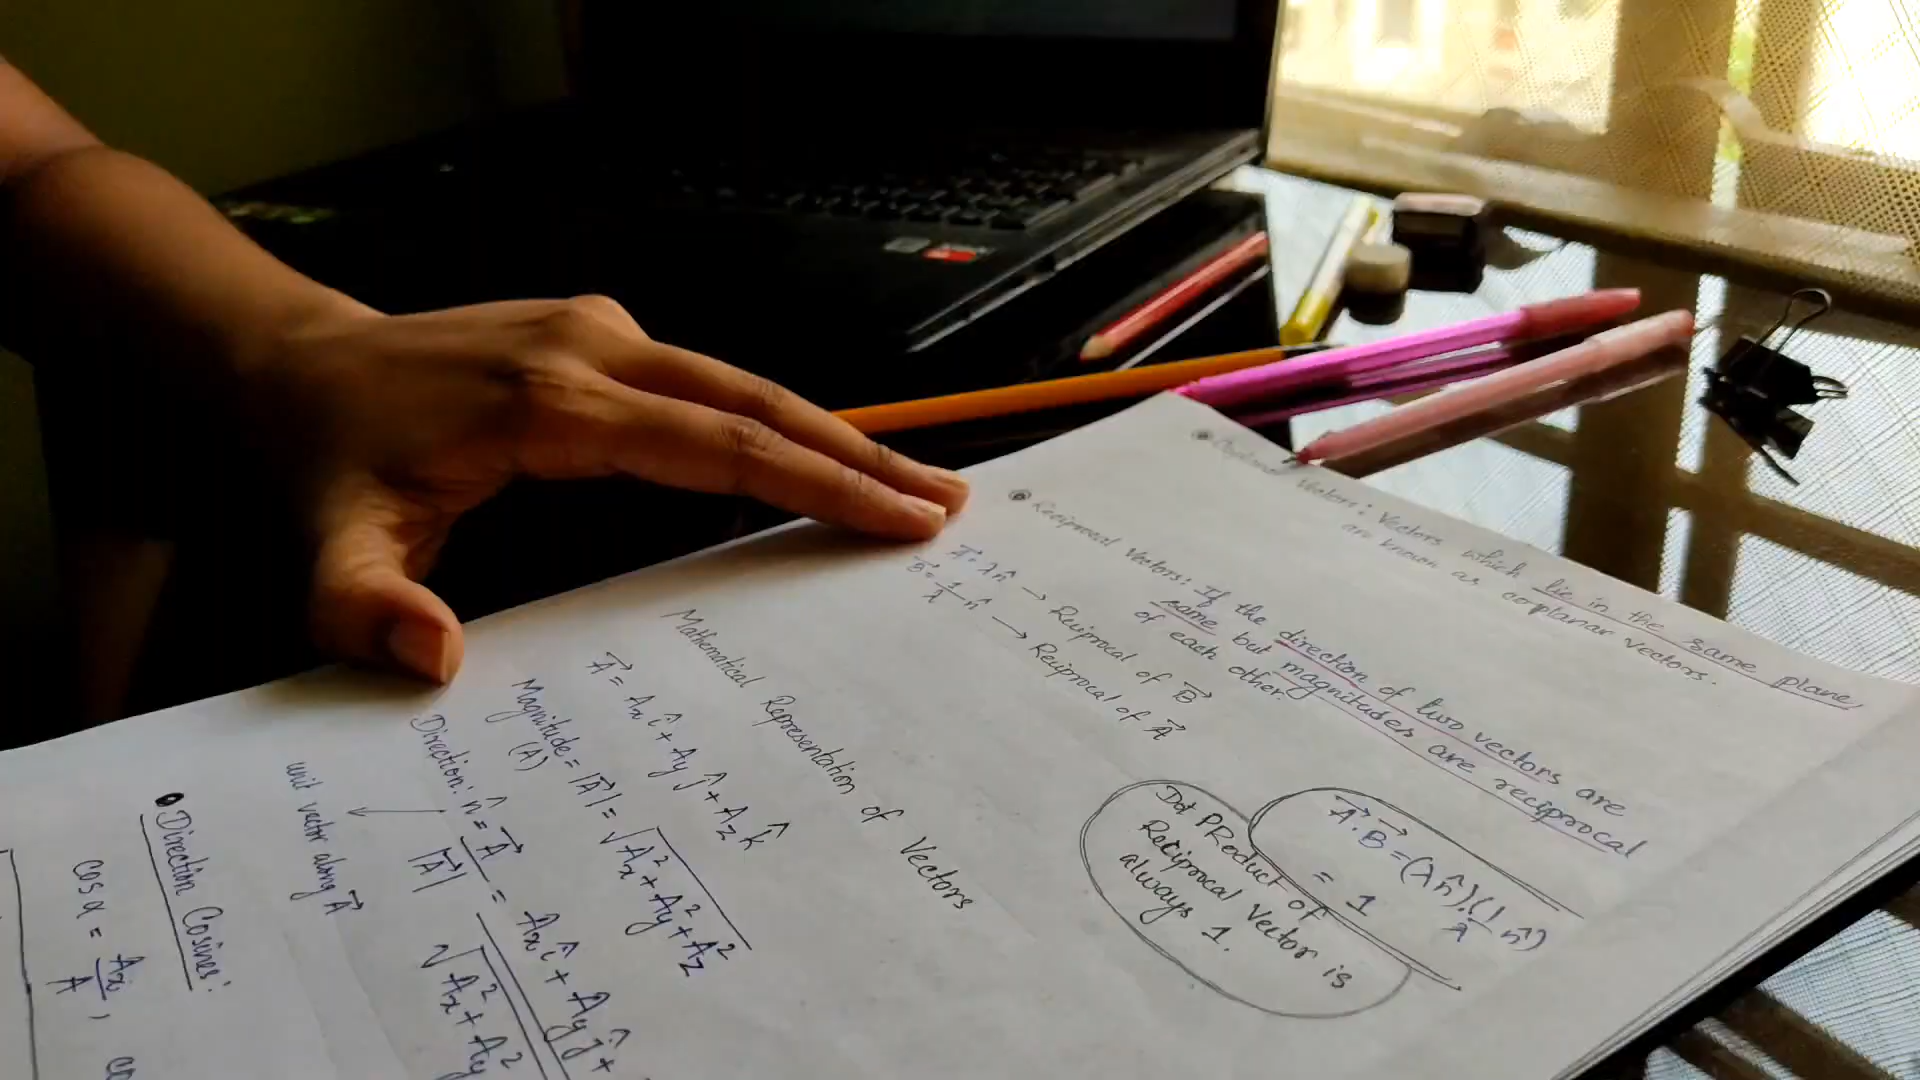 Vectors: Vectors which lie in the same plane,
are known as coplanar vectors.
Reciprocal Vectors: If the direction of two vectors are
same but magnitudes are reciprocal
of each other.
A⃗ = λn̂ → Reciprocal of B⃗
B⃗ = 1/λ n̂ → Reciprocal of A⃗
A⃗.B⃗ = (λn̂).(1/λ n̂)
= 1
Dot PRoduct of
Reciprocal Vector is
always 1.
Mathematical Representation of Vectors
A⃗ = Axî + Ayĵ + Azk̂
Magnitude = |A⃗| = √(Ax² + Ay² + Az²)
(A)
Direction: n̂ = A⃗/|A⃗| = Axî + Ayĵ +
√Ax² + Ay²
unit vector along A⃗
Direction Cosines:
cos α = Ax/A,